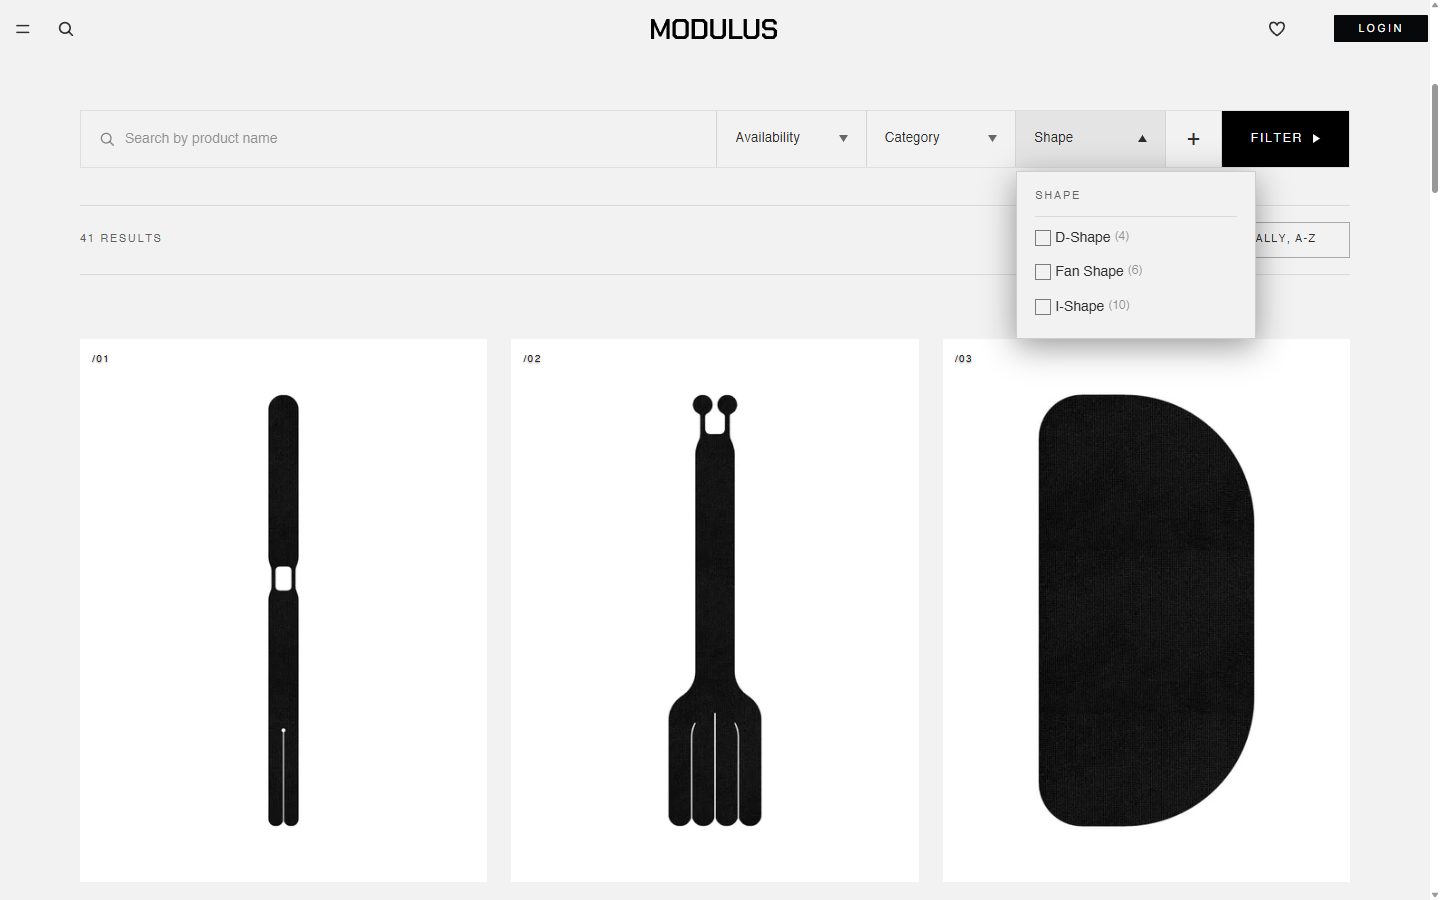 MODULUS
LOGIN
Search by product name
Availability
Category
Shape
+
FILTER
SHAPE
D-Shape (4)
Fan Shape (6)
I-Shape (10)
41 RESULTS
ALLY, A-Z
/01
/02
/03